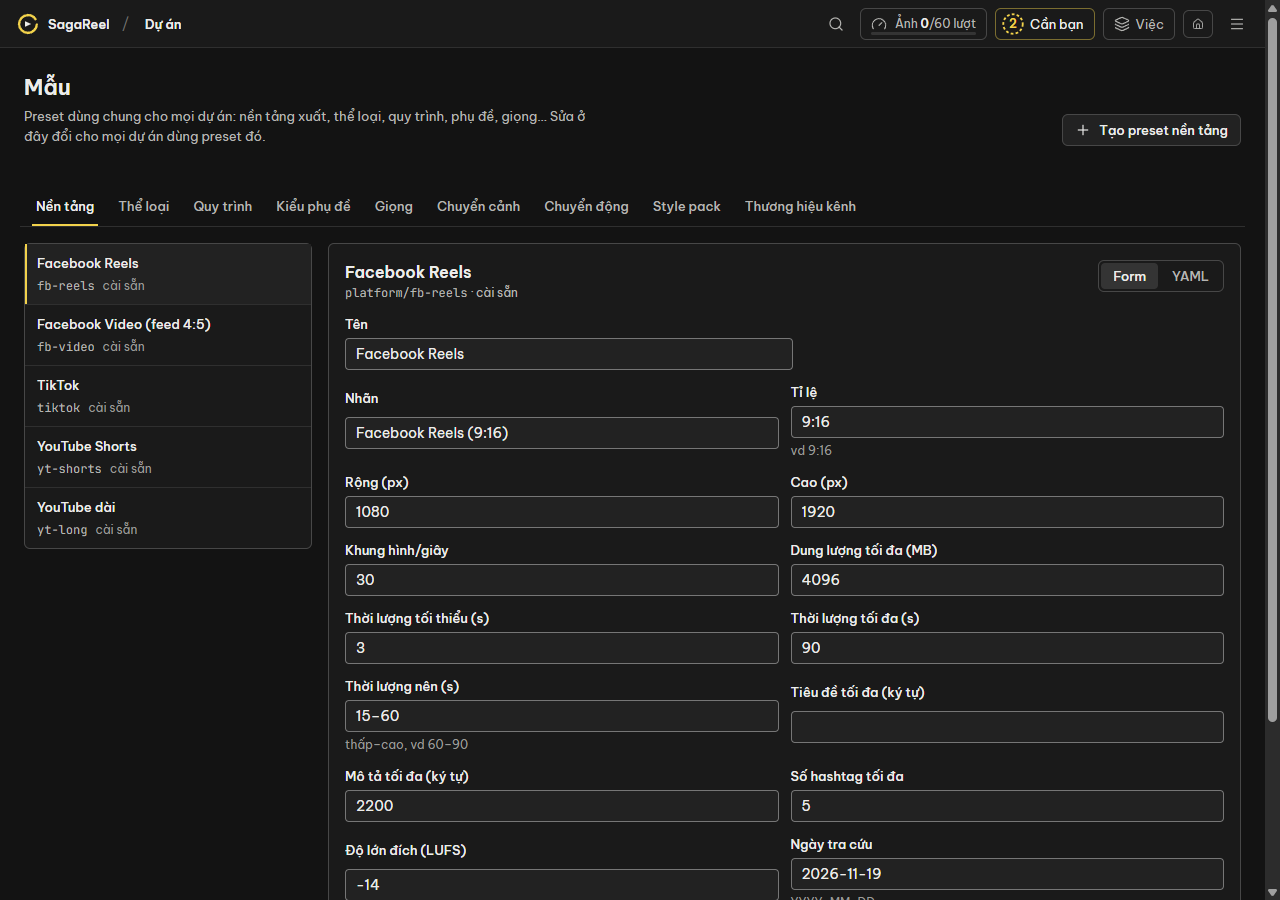 SagaReel / Dự án
Ảnh 0/60 lượt
2 Cần bạn
Việc
Mẫu
Preset dùng chung cho mọi dự án: nền tảng xuất, thể loại, quy trình, phụ đề, giọng... Sửa ở
đây đổi cho mọi dự án dùng preset đó.
Tạo preset nền tảng
Nền tảng
Thể loại
Quy trình
Kiểu phụ đề
Giọng
Chuyển cảnh
Chuyển động
Style pack
Thương hiệu kênh
Facebook Reels
fb-reels cài sẵn
Facebook Video (feed 4:5)
fb-video cài sẵn
TikTok
tiktok cài sẵn
YouTube Shorts
yt-shorts cài sẵn
YouTube dài
yt-long cài sẵn
Facebook Reels
platform/fb-reels · cài sẵn
Form
YAML
Tên
Facebook Reels
Nhãn
Facebook Reels (9:16)
Tỉ lệ
9:16
vd 9:16
Rộng (px)
1080
Cao (px)
1920
Khung hình/giây
30
Dung lượng tối đa (MB)
4096
Thời lượng tối thiểu (s)
3
Thời lượng tối đa (s)
90
Thời lượng nên (s)
15–60
thấp–cao, vd 60–90
Tiêu đề tối đa (ký tự)
Mô tả tối đa (ký tự)
2200
Số hashtag tối đa
5
Độ lớn đích (LUFS)
-14
Ngày tra cứu
2026-11-19